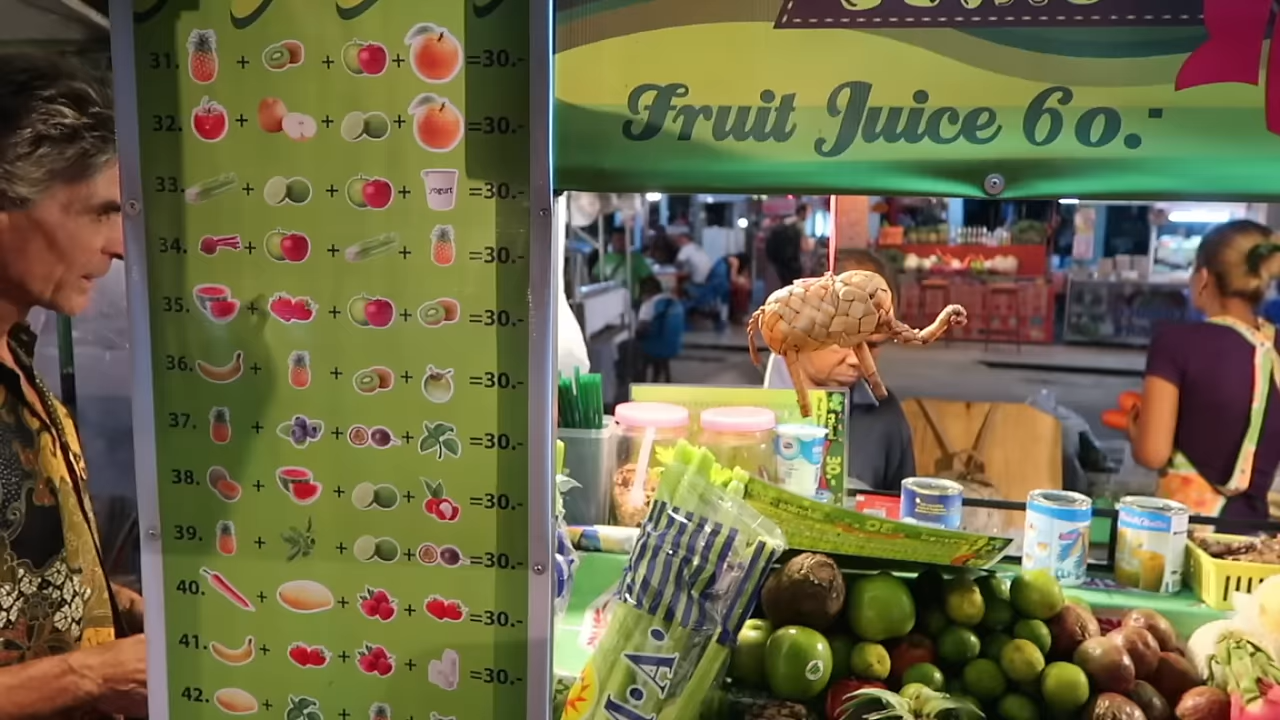 31. + + + =30.-
32. + + + =30.-
33. + + + yogurt =30.-
34. + + + =30.-
35. + + + =30.-
36. + + + =30.-
37. + + + =30.-
38. + + + =30.-
39. + + + =30.-
40. + + + =30.-
41. + + + =30.-
42. + +
Fruit Juice 60.-
30
M.A.